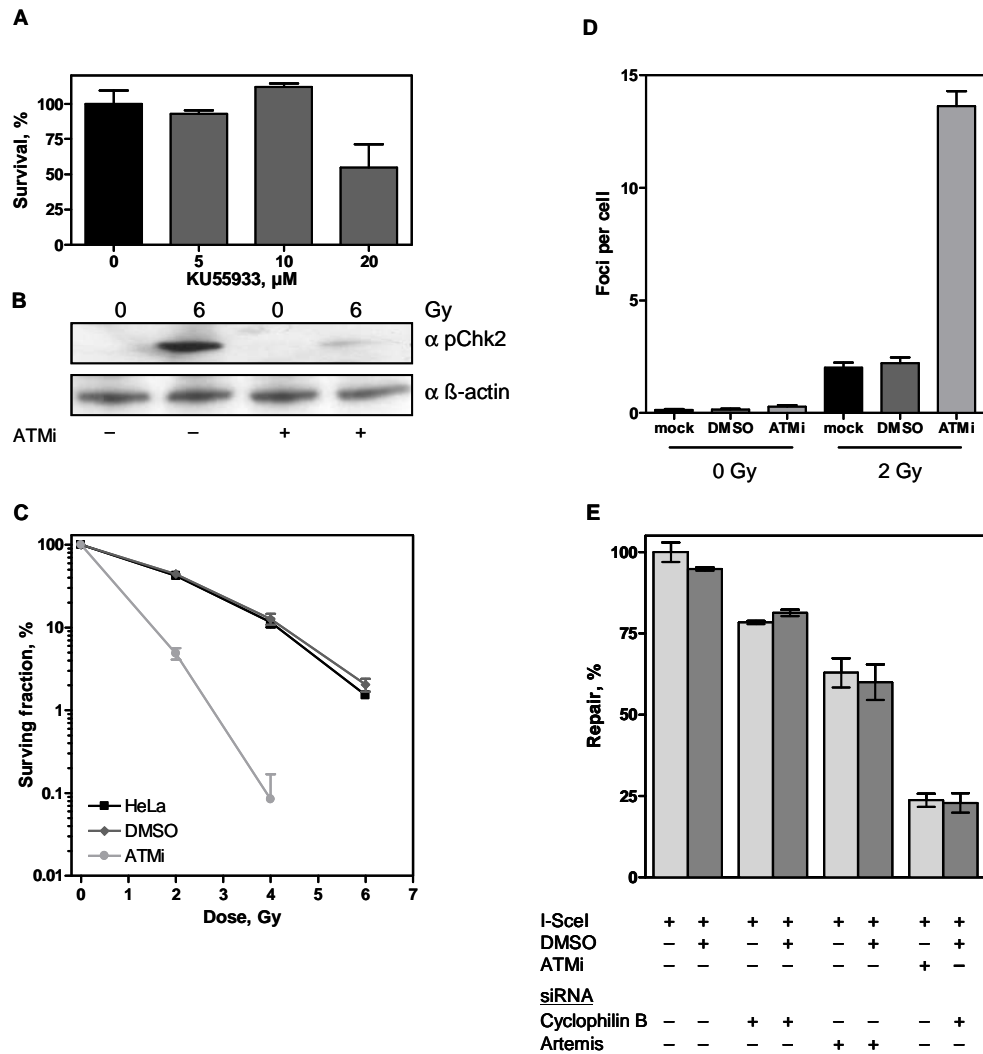 A
Survival, %
100
75
50
25
0
0 5 10 20
KU55933, µM
B
0 6 0 6 Gy
α pChk2
α ß-actin
ATMi – – + +
C
Surving fraction, %
100
10
1
0.1
0.01
HeLa
DMSO
ATMi
0 1 2 3 4 5 6 7
Dose, Gy
D
Foci per cell
15
10
5
0
mock DMSO ATMi mock DMSO ATMi
0 Gy 2 Gy
E
Repair, %
100
75
50
25
0
I-SceI + + + + + + + +
DMSO – + – + – + – +
ATMi – – – – – – + –
siRNA
Cyclophilin B – – + + – – – +
Artemis – – – – + + – –